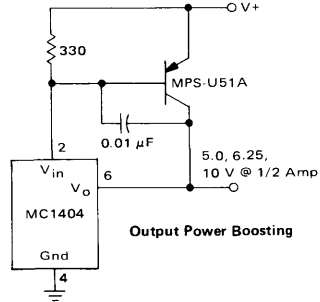 V+
330
MPS-U51A
0.01 µF
2
Vin
6
Vo
MC1404
Gnd
4
5.0, 6.25,
10 V @ 1/2 Amp
Output Power Boosting